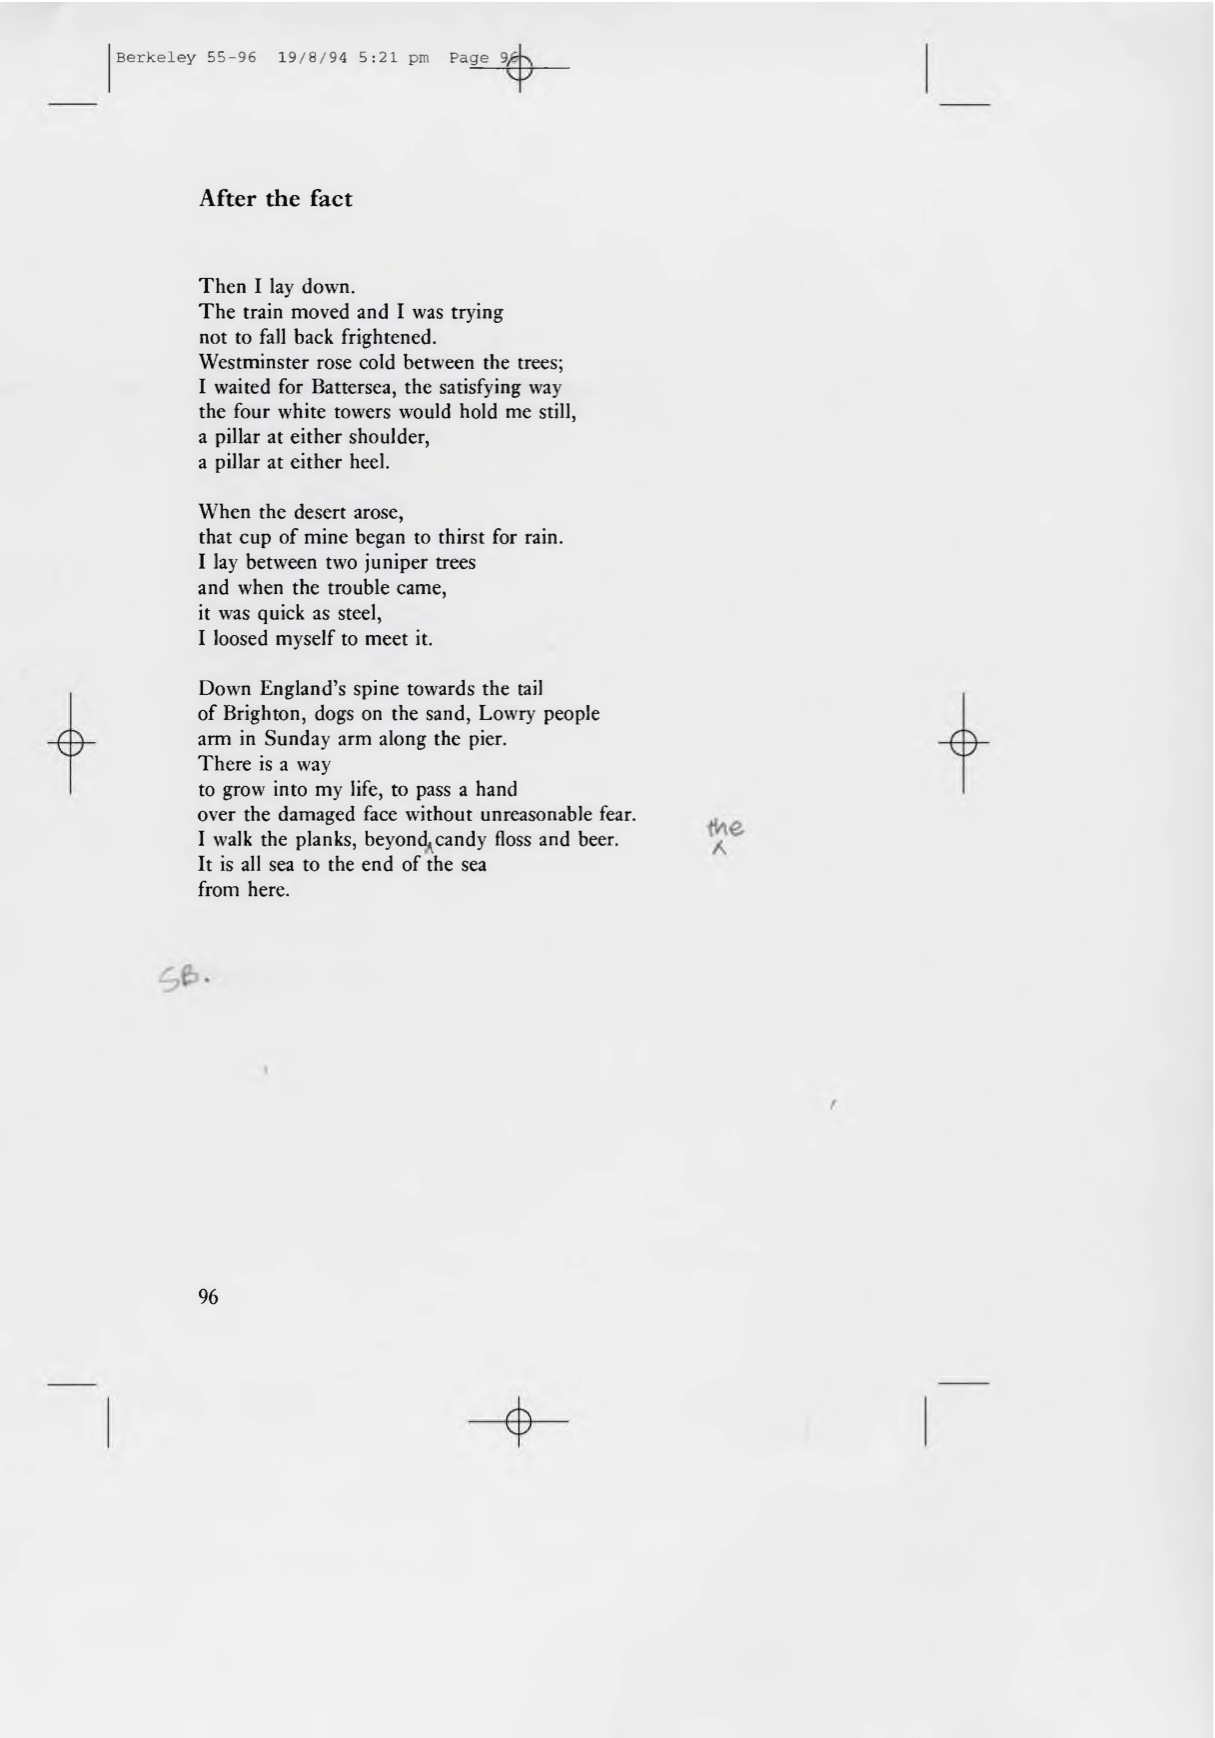 Berkeley 55-96 19/8/94 5:21 pm Page 96
After the fact
Then I lay down.
The train moved and I was trying
not to fall back frightened.
Westminster rose cold between the trees;
I waited for Battersea, the satisfying way
the four white towers would hold me still,
a pillar at either shoulder,
a pillar at either heel.
When the desert arose,
that cup of mine began to thirst for rain.
I lay between two juniper trees
and when the trouble came,
it was quick as steel,
I loosed myself to meet it.
Down England's spine towards the tail
of Brighton, dogs on the sand, Lowry people
arm in Sunday arm along the pier.
There is a way
to grow into my life, to pass a hand
over the damaged face without unreasonable fear.
I walk the planks, beyond candy floss and beer.
the
It is all sea to the end of the sea
from here.
SB.
96